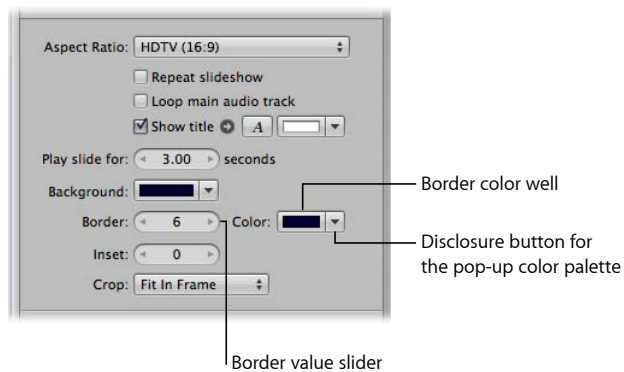 Aspect Ratio: HDTV (16:9)
Repeat slideshow
Loop main audio track
Show title A
Play slide for: 3.00 seconds
Background:
Border: 6 Color:
Inset: 0
Crop: Fit In Frame
Border color well
Disclosure button for
the pop-up color palette
Border value slider